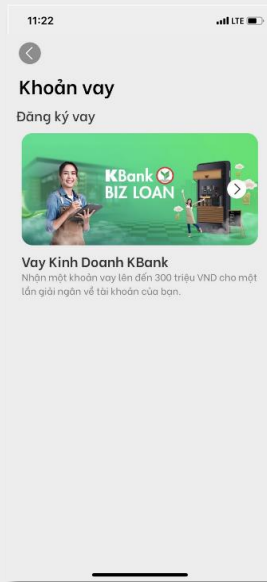 11:22
LTE
Khoản vay
Đăng ký vay
KBank
BIZ LOAN
Vay Kinh Doanh KBank
Nhận một khoản vay lên đến 300 triệu VND cho một
lần giải ngân về tài khoản của bạn.